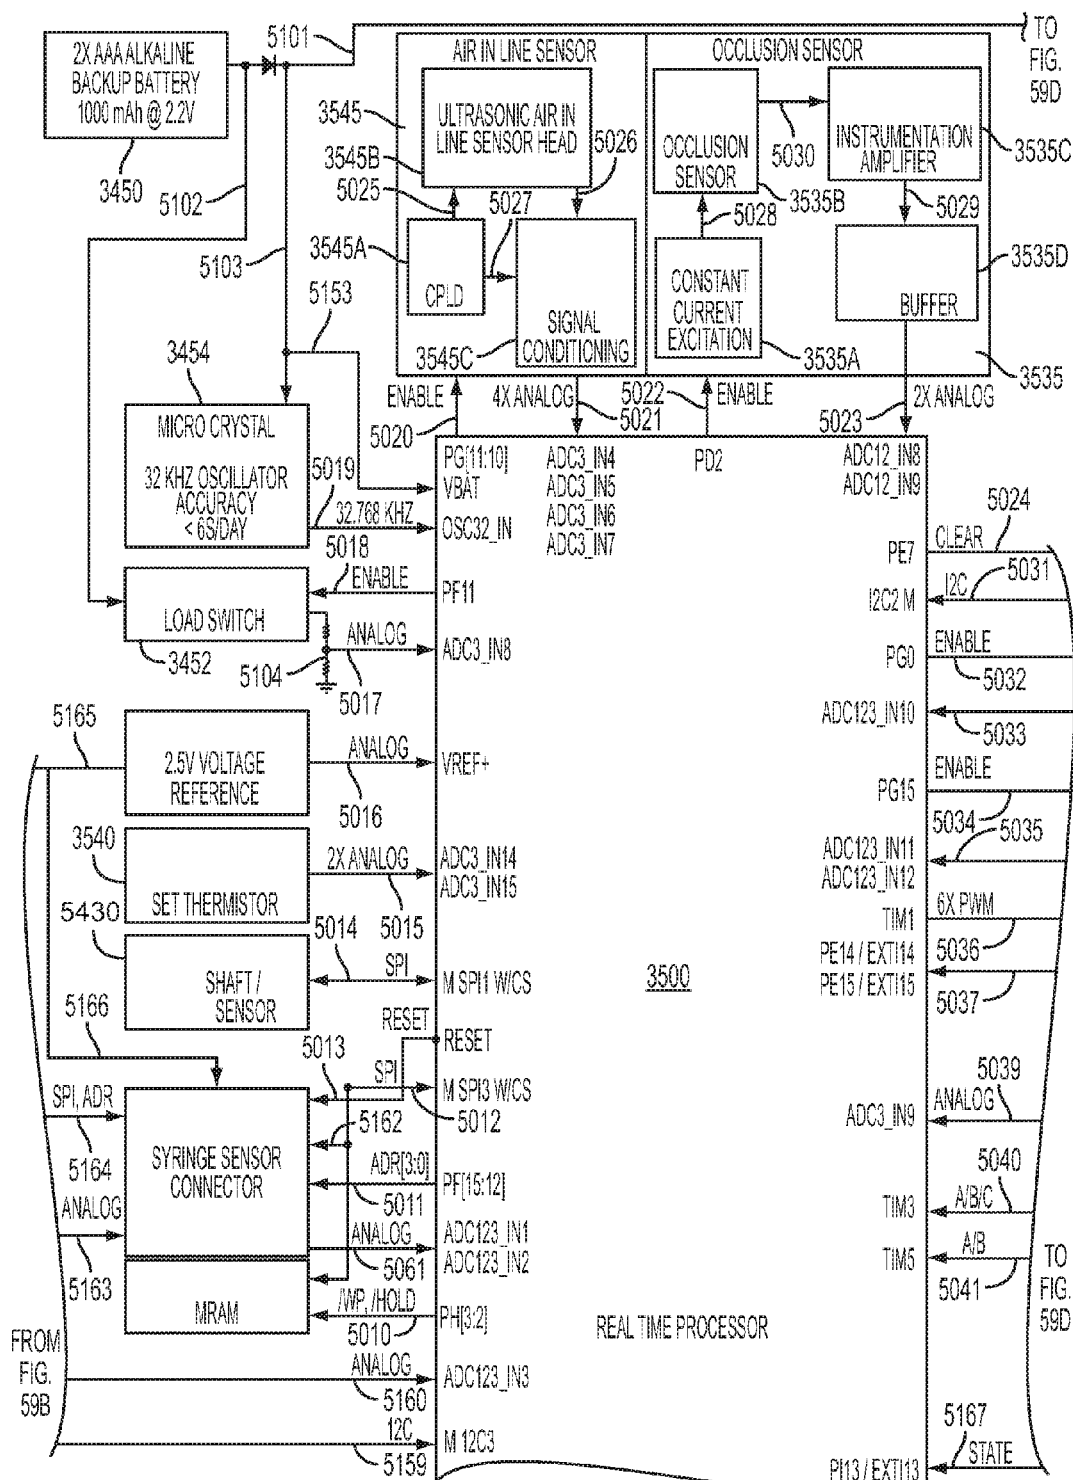 5101
TO
FIG.
59D
2X AAA ALKALINE
BACKUP BATTERY
1000 mAh @ 2.2V
3450
5102
5103
5153
AIR IN LINE SENSOR
3545
ULTRASONIC AIR IN
LINE SENSOR HEAD
3545B
5025
5026
5027
3545A
CPLD
3545C
SIGNAL
CONDITIONING
OCCLUSION SENSOR
OCCLUSION
SENSOR
5030
INSTRUMENTATION
AMPLIFIER
3535C
3535B
5028
5029
3535D
BUFFER
CONSTANT
CURRENT
EXCITATION
3535A
3535
ENABLE
5020
4X ANALOG
5021
5022
ENABLE
5023
2X ANALOG
3454
MICRO CRYSTAL
32 KHZ OSCILLATOR
ACCURACY
< 6S/DAY
5019
32.768 KHZ
5018
ENABLE
LOAD SWITCH
3452
5104
ANALOG
5017
PG[11:10]
VBAT
OSC32_IN
PF11
ADC3_IN8
ADC3_IN4
ADC3_IN5
ADC3_IN6
ADC3_IN7
PD2
ADC12_IN8
ADC12_IN9
PE7
CLEAR
5024
I2C2 M
I2C
5031
PG0
ENABLE
5032
ADC123_IN10
5033
ENABLE
PG15
5034
5035
ADC123_IN11
ADC123_IN12
TIM1
6X PWM
5036
PE14 / EXTI14
PE15 / EXTI15
5037
5165
2.5V VOLTAGE
REFERENCE
ANALOG
5016
VREF+
3540
SET THERMISTOR
2X ANALOG
5015
ADC3_IN14
ADC3_IN15
5430
SHAFT /
SENSOR
5014
SPI
M SPI1 W/CS
3500
5166
RESET
RESET
5013
SPI
M SPI3 W/CS
5012
5162
SPI, ADR
5164
SYRINGE SENSOR
CONNECTOR
ADR[3:0]
5011
PF[15:12]
ANALOG
5163
ANALOG
5061
ADC123_IN1
ADC123_IN2
MRAM
/WP, /HOLD
5010
PH[3:2]
REAL TIME PROCESSOR
ADC3_IN9
ANALOG
5039
TIM3
A/B/C
5040
TIM5
A/B
5041
TO
FIG.
59D
FROM
FIG.
59B
ANALOG
5160
ADC123_IN3
I2C
5159
M 12C3
5167
STATE
PI13 / EXTI13